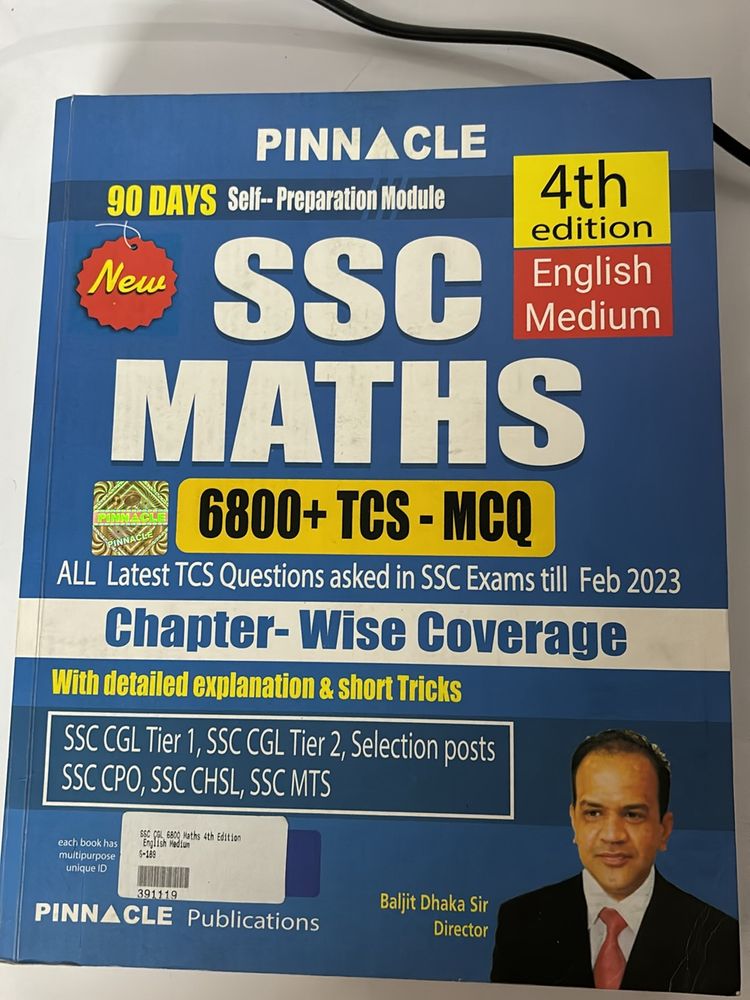 PINNACLE
90 DAYS Self-- Preparation Module
4th
edition
English
Medium
New
SSC
MATHS
PINNACLE
PINNACLE
6800+ TCS - MCQ
ALL Latest TCS Questions asked in SSC Exams till Feb 2023
Chapter- Wise Coverage
With detailed explanation & short Tricks
SSC CGL Tier 1, SSC CGL Tier 2, Selection posts
SSC CPO, SSC CHSL, SSC MTS
each book has
multipurpose
unique ID
SSC CGL 6800 Maths 4th Edition
English Medium
G-189
391119
PINNACLE Publications
Baljit Dhaka Sir
Director